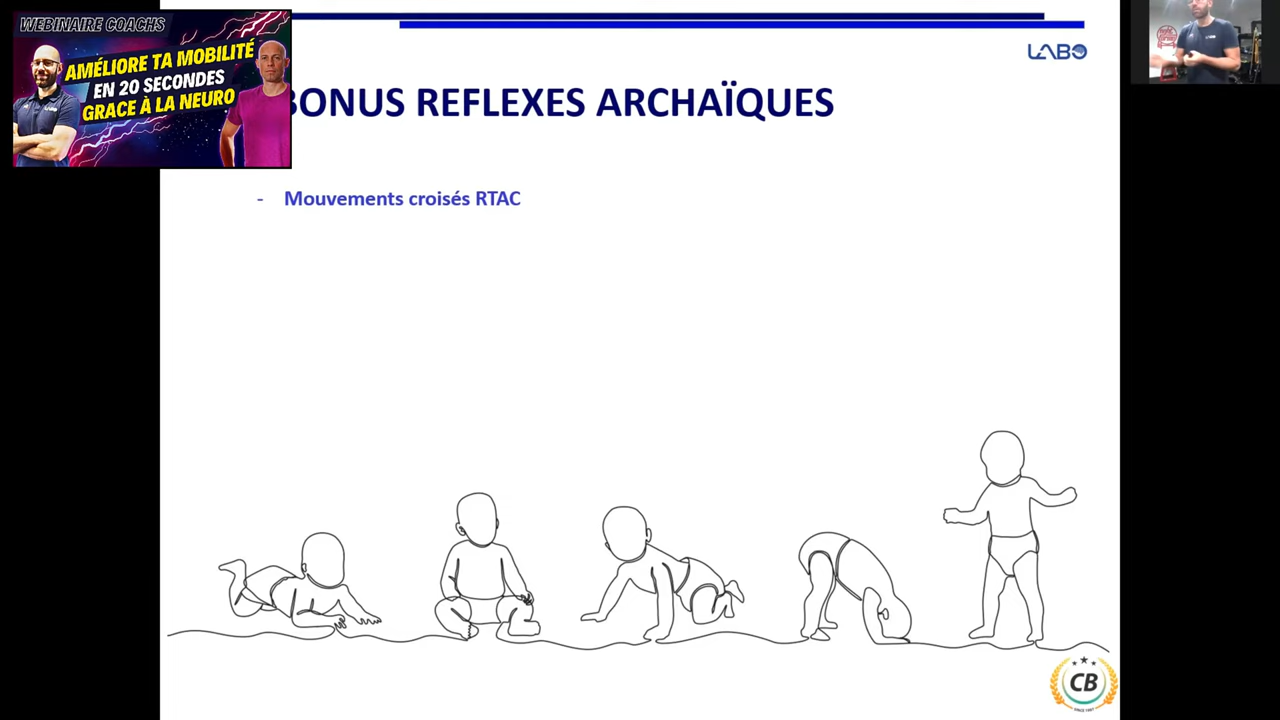 WEBINAIRE COACHS
AMÉLIORE TA MOBILITÉ
EN 20 SECONDES
GRACE À LA NEURO
LABO
BONUS REFLEXES ARCHAÏQUES
- Mouvements croisés RTAC
CB